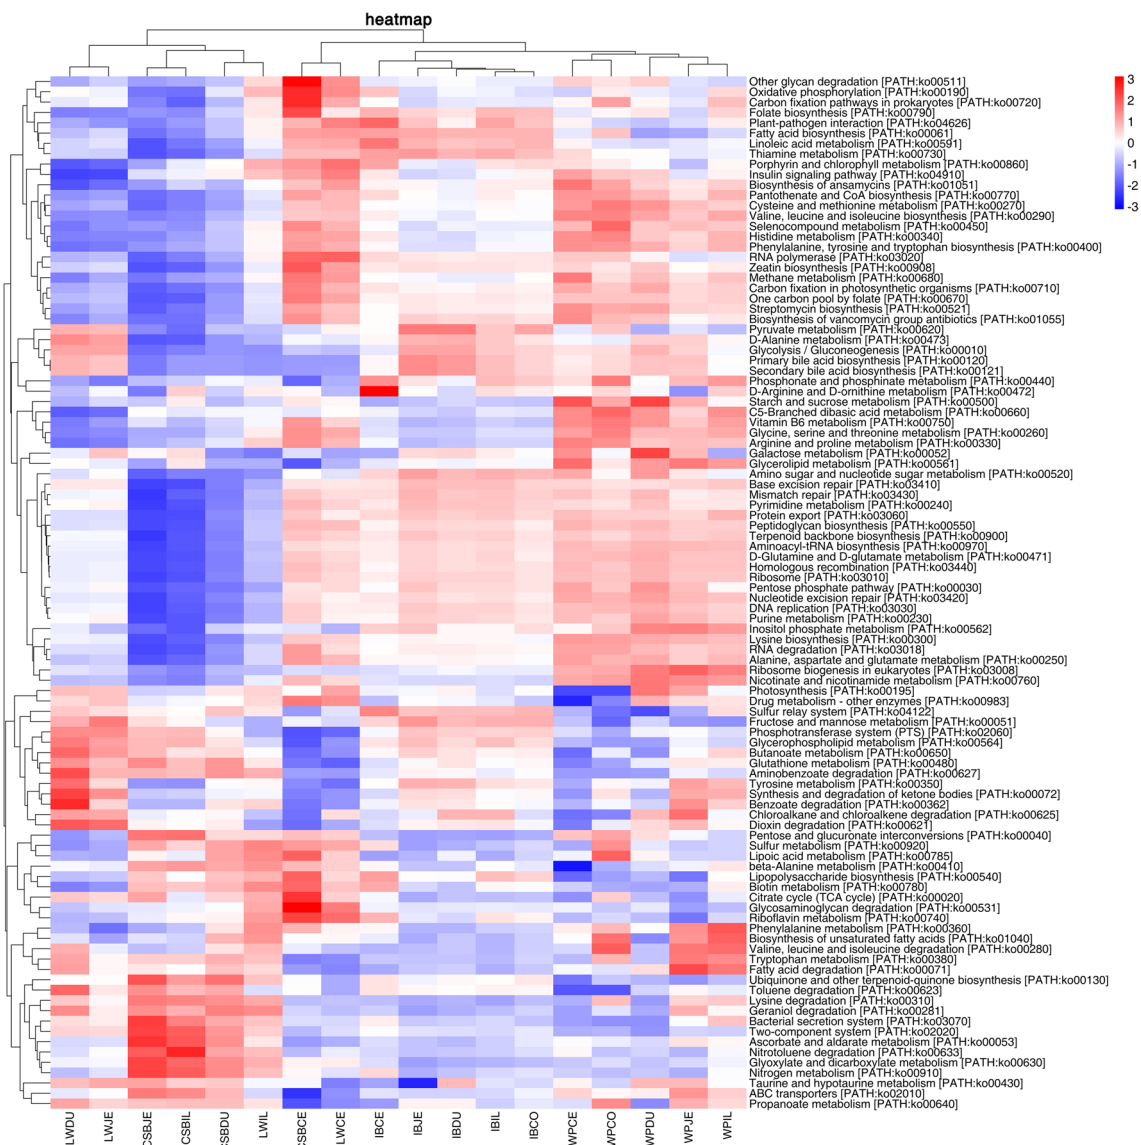 heatmap
Other glycan degradation [PATH:ko00511]
Oxidative phosphorylation [PATH:ko00190]
Carbon fixation pathways in prokaryotes [PATH:ko00720]
Folate biosynthesis [PATH:ko00790]
Plant-pathogen interaction [PATH:ko04626]
Fatty acid biosynthesis [PATH:ko00061]
Linoleic acid metabolism [PATH:ko00591]
Thiamine metabolism [PATH:ko00730]
Porphyrin and chlorophyll metabolism [PATH:ko00860]
Insulin signaling pathway [PATH:ko04910]
Biosynthesis of ansamycins [PATH:ko01051]
Pantothenate and CoA biosynthesis [PATH:ko00770]
Cysteine and methionine metabolism [PATH:ko00270]
Valine, leucine and isoleucine biosynthesis [PATH:ko00290]
Selenocompound metabolism [PATH:ko00450]
Histidine metabolism [PATH:ko00340]
Phenylalanine, tyrosine and tryptophan biosynthesis [PATH:ko00400]
RNA polymerase [PATH:ko03020]
Zeatin biosynthesis [PATH:ko00908]
Methane metabolism [PATH:ko00680]
Carbon fixation in photosynthetic organisms [PATH:ko00710]
One carbon pool by folate [PATH:ko00670]
Streptomycin biosynthesis [PATH:ko00521]
Biosynthesis of vancomycin group antibiotics [PATH:ko01055]
Pyruvate metabolism [PATH:ko00620]
D-Alanine metabolism [PATH:ko00473]
Glycolysis / Gluconeogenesis [PATH:ko00010]
Primary bile acid biosynthesis [PATH:ko00120]
Secondary bile acid biosynthesis [PATH:ko00121]
Phosphonate and phosphinate metabolism [PATH:ko00440]
D-Arginine and D-ornithine metabolism [PATH:ko00472]
Starch and sucrose metabolism [PATH:ko00500]
C5-Branched dibasic acid metabolism [PATH:ko00660]
Vitamin B6 metabolism [PATH:ko00750]
Glycine, serine and threonine metabolism [PATH:ko00260]
Arginine and proline metabolism [PATH:ko00330]
Galactose metabolism [PATH:ko00052]
Glycerolipid metabolism [PATH:ko00561]
Amino sugar and nucleotide sugar metabolism [PATH:ko00520]
Base excision repair [PATH:ko03410]
Mismatch repair [PATH:ko03430]
Pyrimidine metabolism [PATH:ko00240]
Protein export [PATH:ko03060]
Peptidoglycan biosynthesis [PATH:ko00550]
Terpenoid backbone biosynthesis [PATH:ko00900]
Aminoacyl-tRNA biosynthesis [PATH:ko00970]
D-Glutamine and D-glutamate metabolism [PATH:ko00471]
Homologous recombination [PATH:ko03440]
Ribosome [PATH:ko03010]
Pentose phosphate pathway [PATH:ko00030]
Nucleotide excision repair [PATH:ko03420]
DNA replication [PATH:ko03030]
Purine metabolism [PATH:ko00230]
Inositol phosphate metabolism [PATH:ko00562]
Lysine biosynthesis [PATH:ko00300]
RNA degradation [PATH:ko03018]
Alanine, aspartate and glutamate metabolism [PATH:ko00250]
Ribosome biogenesis in eukaryotes [PATH:ko03008]
Nicotinate and nicotinamide metabolism [PATH:ko00760]
Photosynthesis [PATH:ko00195]
Drug metabolism - other enzymes [PATH:ko00983]
Sulfur relay system [PATH:ko04122]
Fructose and mannose metabolism [PATH:ko00051]
Phosphotransferase system (PTS) [PATH:ko02060]
Glycerophospholipid metabolism [PATH:ko00564]
Butanoate metabolism [PATH:ko00650]
Glutathione metabolism [PATH:ko00480]
Aminobenzoate degradation [PATH:ko00627]
Tyrosine metabolism [PATH:ko00350]
Synthesis and degradation of ketone bodies [PATH:ko00072]
Benzoate degradation [PATH:ko00362]
Chloroalkane and chloroalkene degradation [PATH:ko00625]
Dioxin degradation [PATH:ko00621]
Pentose and glucuronate interconversions [PATH:ko00040]
Sulfur metabolism [PATH:ko00920]
Lipoic acid metabolism [PATH:ko00785]
beta-Alanine metabolism [PATH:ko00410]
Lipopolysaccharide biosynthesis [PATH:ko00540]
Biotin metabolism [PATH:ko00780]
Citrate cycle (TCA cycle) [PATH:ko00020]
Glycosaminoglycan degradation [PATH:ko00531]
Riboflavin metabolism [PATH:ko00740]
Phenylalanine metabolism [PATH:ko00360]
Biosynthesis of unsaturated fatty acids [PATH:ko01040]
Valine, leucine and isoleucine degradation [PATH:ko00280]
Tryptophan metabolism [PATH:ko00380]
Fatty acid degradation [PATH:ko00071]
Ubiquinone and other terpenoid-quinone biosynthesis [PATH:ko00130]
Toluene degradation [PATH:ko00623]
Lysine degradation [PATH:ko00310]
Geraniol degradation [PATH:ko00281]
Bacterial secretion system [PATH:ko03070]
Two-component system [PATH:ko02020]
Ascorbate and aldarate metabolism [PATH:ko00053]
Nitrotoluene degradation [PATH:ko00633]
Glyoxylate and dicarboxylate metabolism [PATH:ko00630]
Nitrogen metabolism [PATH:ko00910]
Taurine and hypotaurine metabolism [PATH:ko00430]
ABC transporters [PATH:ko02010]
Propanoate metabolism [PATH:ko00640]
3
2
1
0
-1
-2
-3
LWDU
LWJE
CSBJE
CSBIL
CSBDU
LWIL
CSBCE
LWCE
IBCE
IBJE
IBDU
IBIL
IBCO
WPCE
WPCO
WPDU
WPJE
WPIL